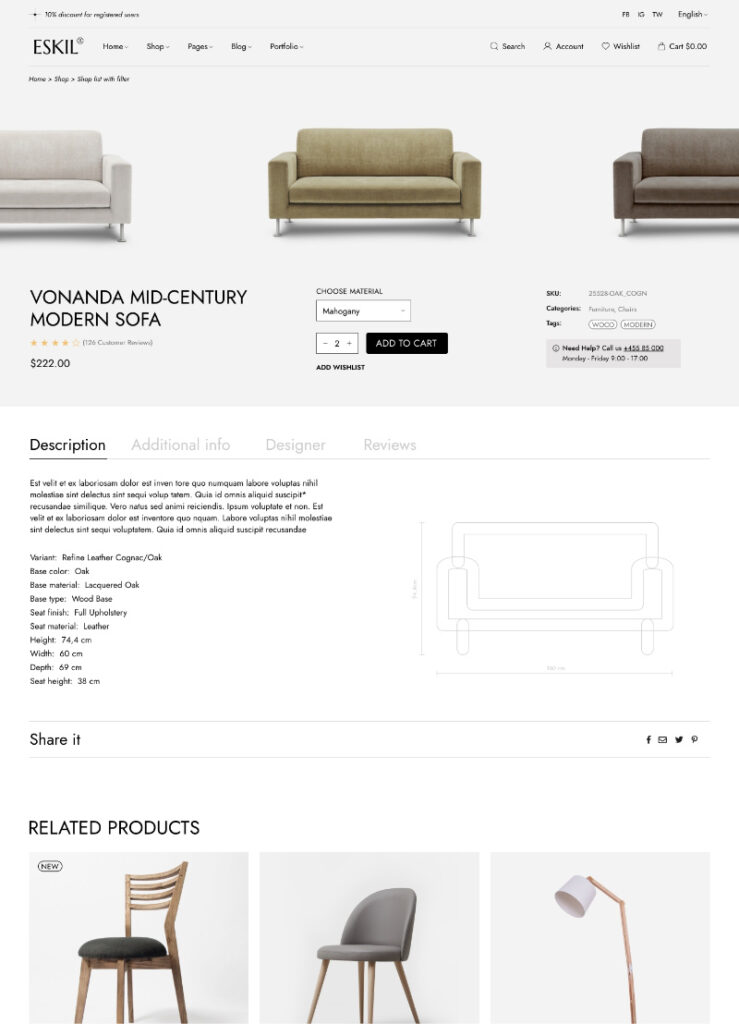 10% discount for registered users
FB IG TW English
ESKIL®
Home Shop Pages Blog Portfolio
Search Account Wishlist Cart $0.00
Home > Shop > Shop list with filter
VONANDA MID-CENTURY
MODERN SOFA
(126 Customer Reviews)
$222.00
CHOOSE MATERIAL
Mahogany
− 2 +
ADD TO CART
ADD WISHLIST
SKU: 25528-OAK_COGN
Categories: Furniture, Chairs
Tags: WOOD MODERN
Need Help? Call us +455 85 000
Monday - Friday 9:00 - 17:00
Description Additional info Designer Reviews
Est velit et ex laboriosam dolor est inven tore quo numquam labore voluptas nihil
molestiae sint delectus sint sequi volup tatem. Quia id omnis aliquid suscipit*
recusandae similique. Vero natus sed animi reiciendis. Ipsum voluptate et non. Est
velit et ex laboriosam dolor est inventore quo nquam. Labore voluptas nihil molestiae
sint delectus sint sequi voluptatem. Quia id omnis aliquid suscipit recusandae
Variant: Refine Leather Cognac/Oak
Base color: Oak
Base material: Lacquered Oak
Base type: Wood Base
Seat finish: Full Upholstery
Seat material: Leather
Height: 74,4 cm
Width: 60 cm
Depth: 69 cm
Seat height: 38 cm
Share it
RELATED PRODUCTS
NEW